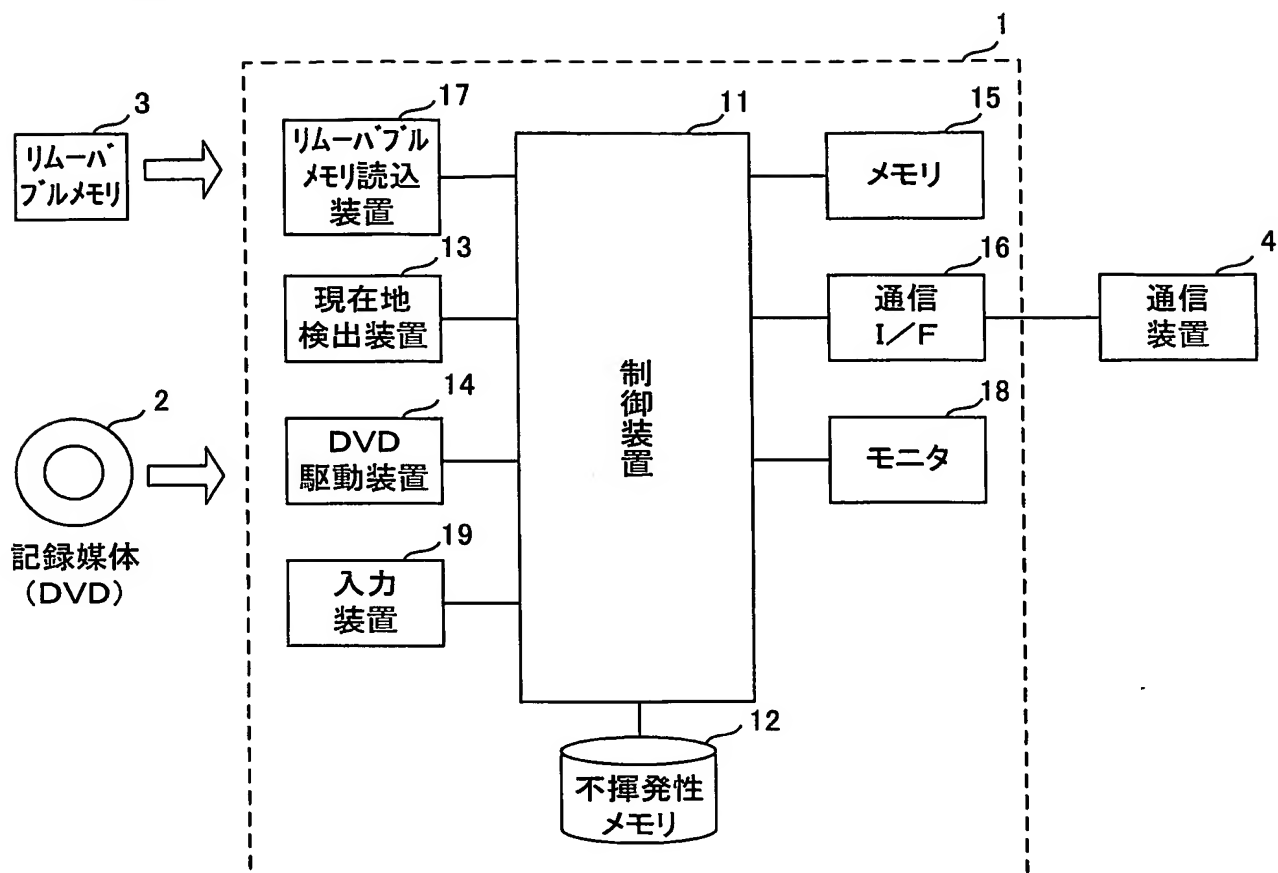 1
3
リムーバ
ブルメモリ
17
リムーバブル
メモリ読込
装置
11
制御装置
15
メモリ
13
現在地
検出装置
16
通信
I/F
4
通信
装置
2
記録媒体
(DVD)
14
DVD
駆動装置
18
モニタ
19
入力
装置
12
不揮発性
メモリ